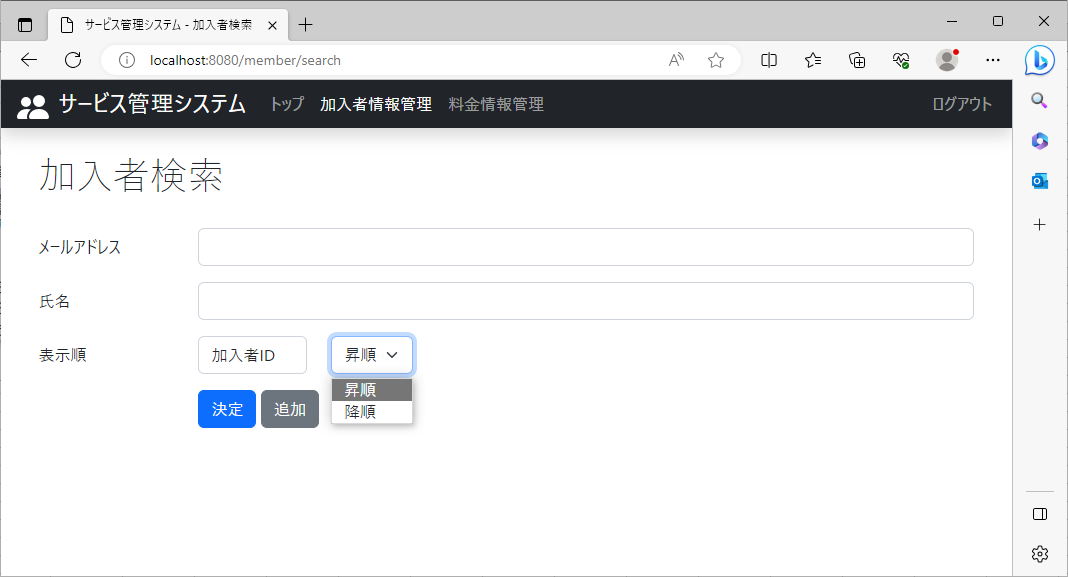 サービス管理システム - 加入者検索
localhost:8080/member/search
サービス管理システム トップ 加入者情報管理 料金情報管理 ログアウト
加入者検索
メールアドレス
氏名
表示順 加入者ID 昇順
昇順
降順
決定 追加